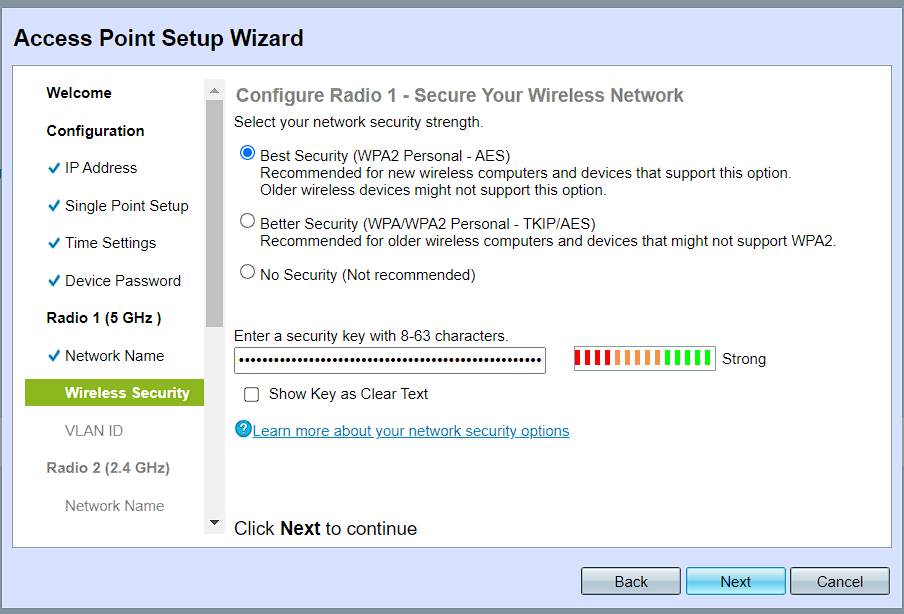 Access Point Setup Wizard
Welcome
Configuration
IP Address
Single Point Setup
Time Settings
Device Password
Radio 1 (5 GHz )
Network Name
Wireless Security
VLAN ID
Radio 2 (2.4 GHz)
Network Name
Configure Radio 1 - Secure Your Wireless Network
Select your network security strength.
Best Security (WPA2 Personal - AES)
Recommended for new wireless computers and devices that support this option.
Older wireless devices might not support this option.
Better Security (WPA/WPA2 Personal - TKIP/AES)
Recommended for older wireless computers and devices that might not support WPA2.
No Security (Not recommended)
Enter a security key with 8-63 characters.
Strong
Show Key as Clear Text
?
Learn more about your network security options
Click Next to continue
Back
Next
Cancel